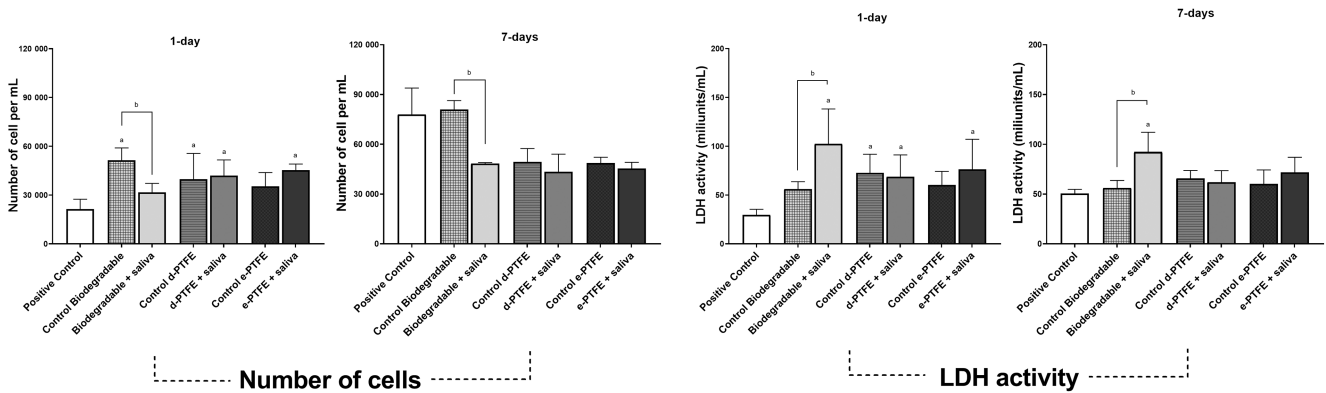 1-day
Number of cell per mL
120 000
90 000
60 000
30 000
0
a
b
a
a
a
Positive Control
Control Biodegradable
Biodegradable + saliva
Control d-PTFE
d-PTFE + saliva
Control e-PTFE
e-PTFE + saliva
7-days
Number of cell per mL
120 000
90 000
60 000
30 000
0
b
Positive Control
Control Biodegradable
Biodegradable + saliva
Control d-PTFE
d-PTFE + saliva
Control e-PTFE
e-PTFE + saliva
Number of cells
1-day
LDH activity (miliunits/mL)
200
150
100
50
0
b
a
a
a
a
Positive Control
Control Biodegradable
Biodegradable + saliva
Control d-PTFE
d-PTFE + saliva
Control e-PTFE
e-PTFE + saliva
7-days
LDH activity (miliunits/mL)
200
150
100
50
0
b
a
Positive Control
Control Biodegradable
Biodegradable + saliva
Control d-PTFE
d-PTFE + saliva
Control e-PTFE
e-PTFE + saliva
LDH activity